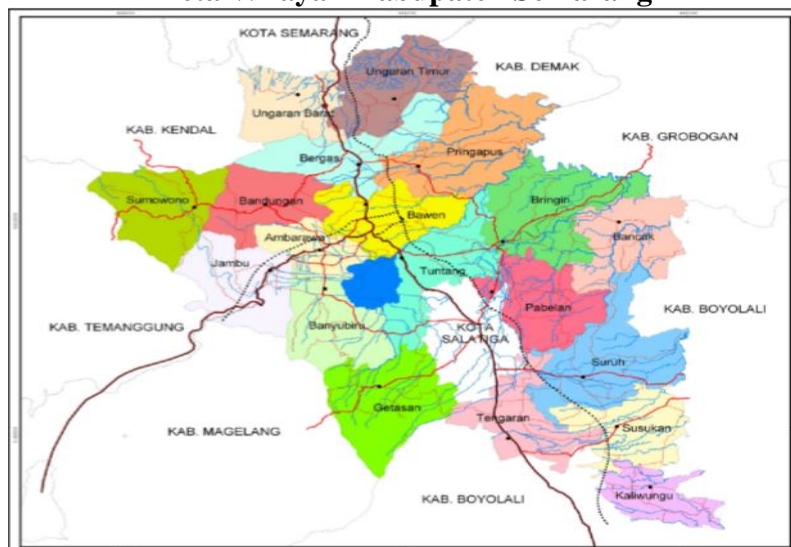 KOTA SEMARANG
Unguran Timur
KAB. DEMAK
Ungaran Barat
KAB. KENDAL
KAB. GROBOGAN
Pringapus
Bergas
Sumowono
Bandungan
Bringin
Bawen
Bancak
Ambarawa
Jambu
Tuntang
Pabelan
KAB. BOYOLALI
KAB. TEMANGGUNG
Banyubiru
KOTA
SALATIGA
Suruh
Getasan
Tengaran
Susukan
KAB. MAGELANG
KAB. BOYOLALI
Kaliwungu